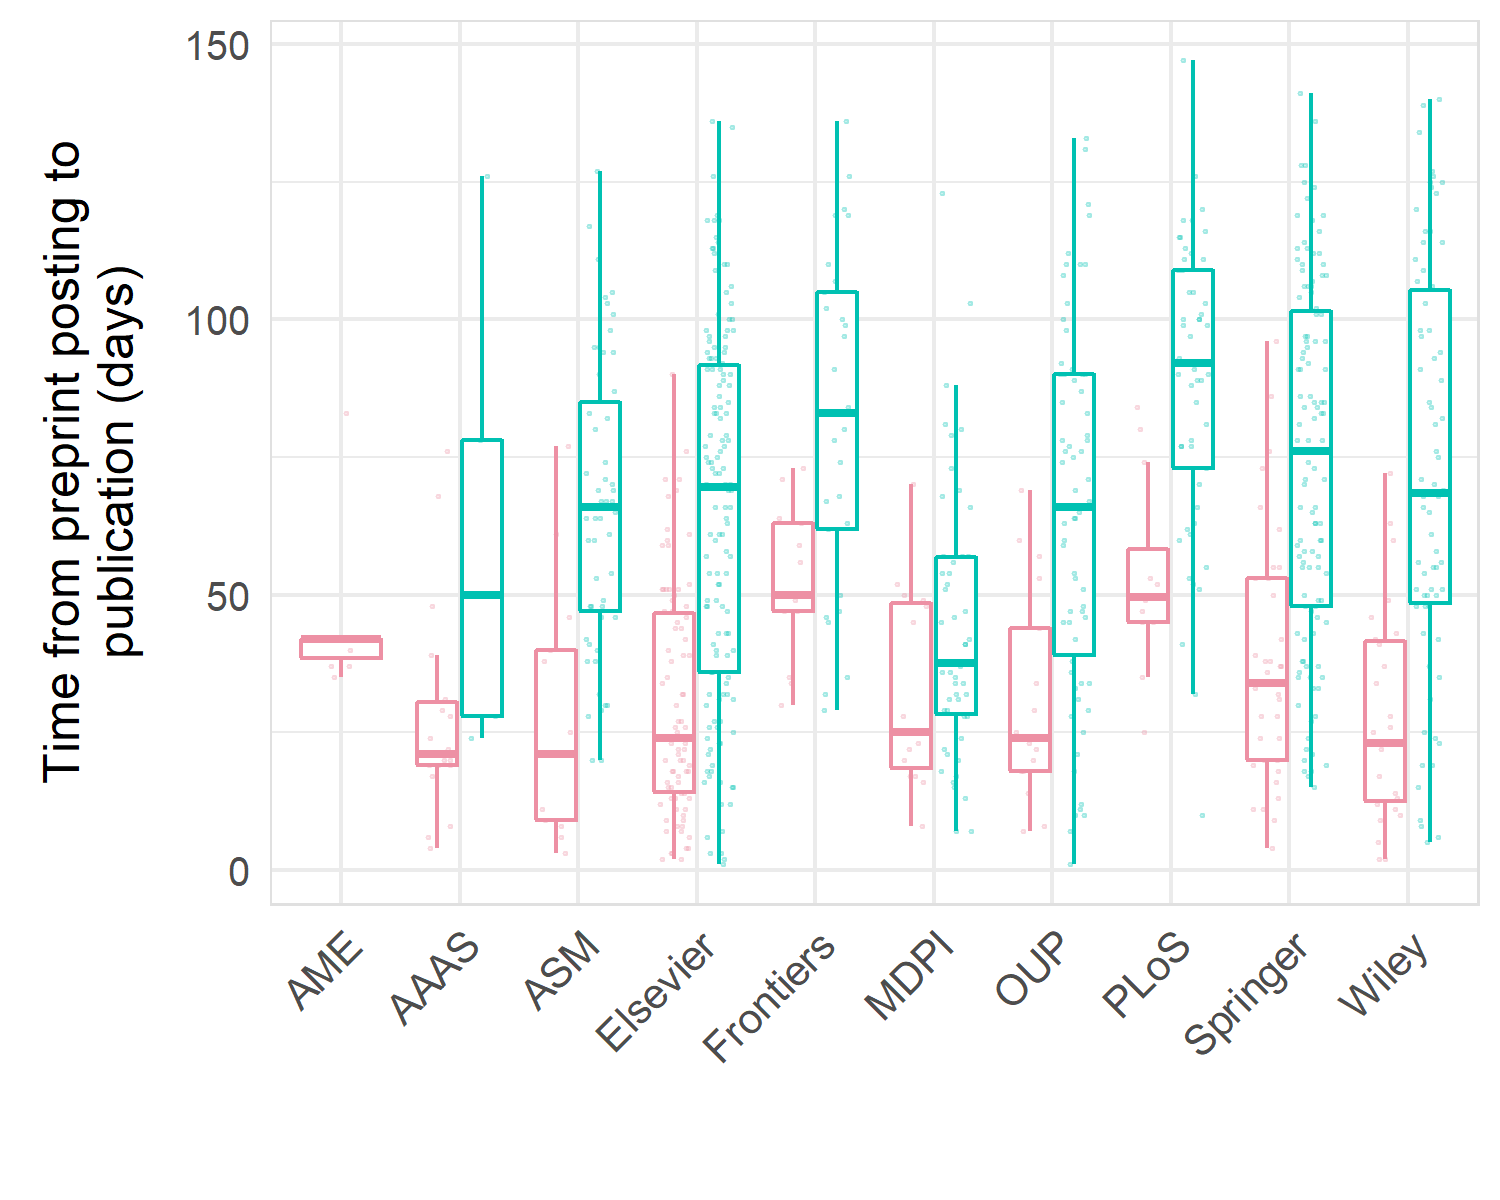 Time from preprint posting to
publication (days)
150
100
50
0
AME
AAAS
ASM
Elsevier
Frontiers
MDPI
OUP
PLoS
Springer
Wiley